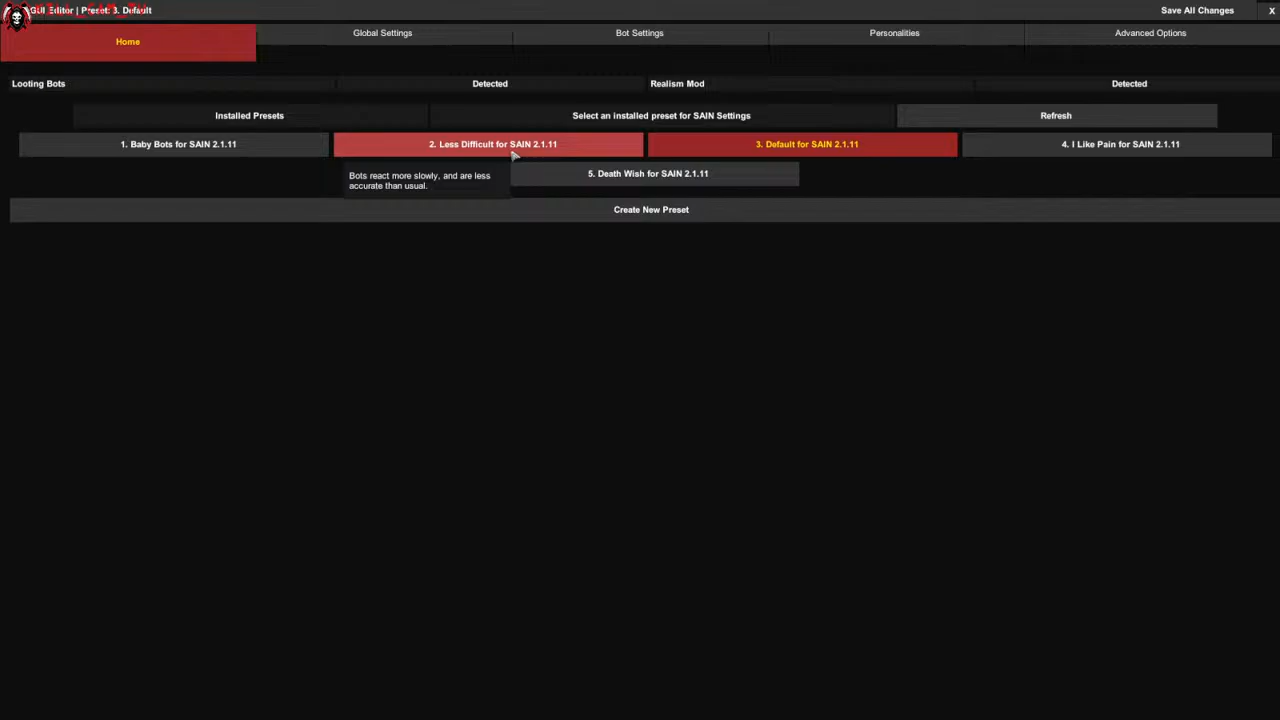 GUI Editor | Preset: 3. Default
Save All Changes
X
Home
Global Settings
Bot Settings
Personalities
Advanced Options
Looting Bots
Detected
Realism Mod
Detected
Installed Presets
Select an installed preset for SAIN Settings
Refresh
1. Baby Bots for SAIN 2.1.11
2. Less Difficult for SAIN 2.1.11
3. Default for SAIN 2.1.11
4. I Like Pain for SAIN 2.1.11
Bots react more slowly, and are less
accurate than usual.
5. Death Wish for SAIN 2.1.11
Create New Preset